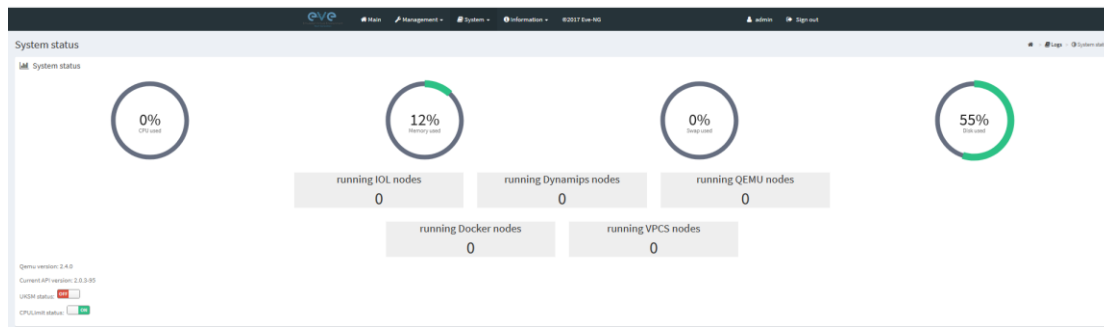 eve Main Management System Information ©2017 Eve-NG admin Sign out
System status Logs System stat
System status
0% 12% 0% 55%
CPU used Memory used Swap used Disk used
running IOL nodes running Dynamips nodes running QEMU nodes
0 0 0
running Docker nodes running VPCS nodes
0 0
Qemu version: 2.4.0
Current API version: 2.0.3-95
UKSM status: OFF
CPULimit status: ON